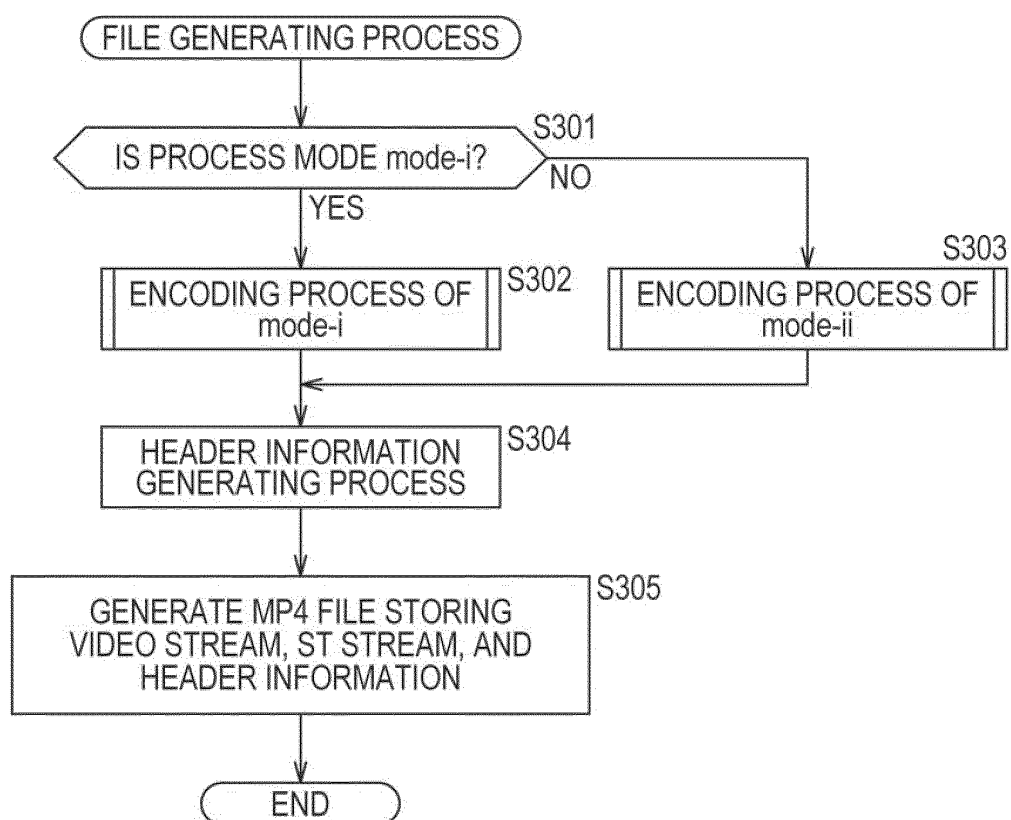 FILE GENERATING PROCESS
S301
IS PROCESS MODE mode-i?
NO
YES
S302
ENCODING PROCESS OF
mode-i
S303
ENCODING PROCESS OF
mode-ii
S304
HEADER INFORMATION
GENERATING PROCESS
S305
GENERATE MP4 FILE STORING
VIDEO STREAM, ST STREAM, AND
HEADER INFORMATION
END